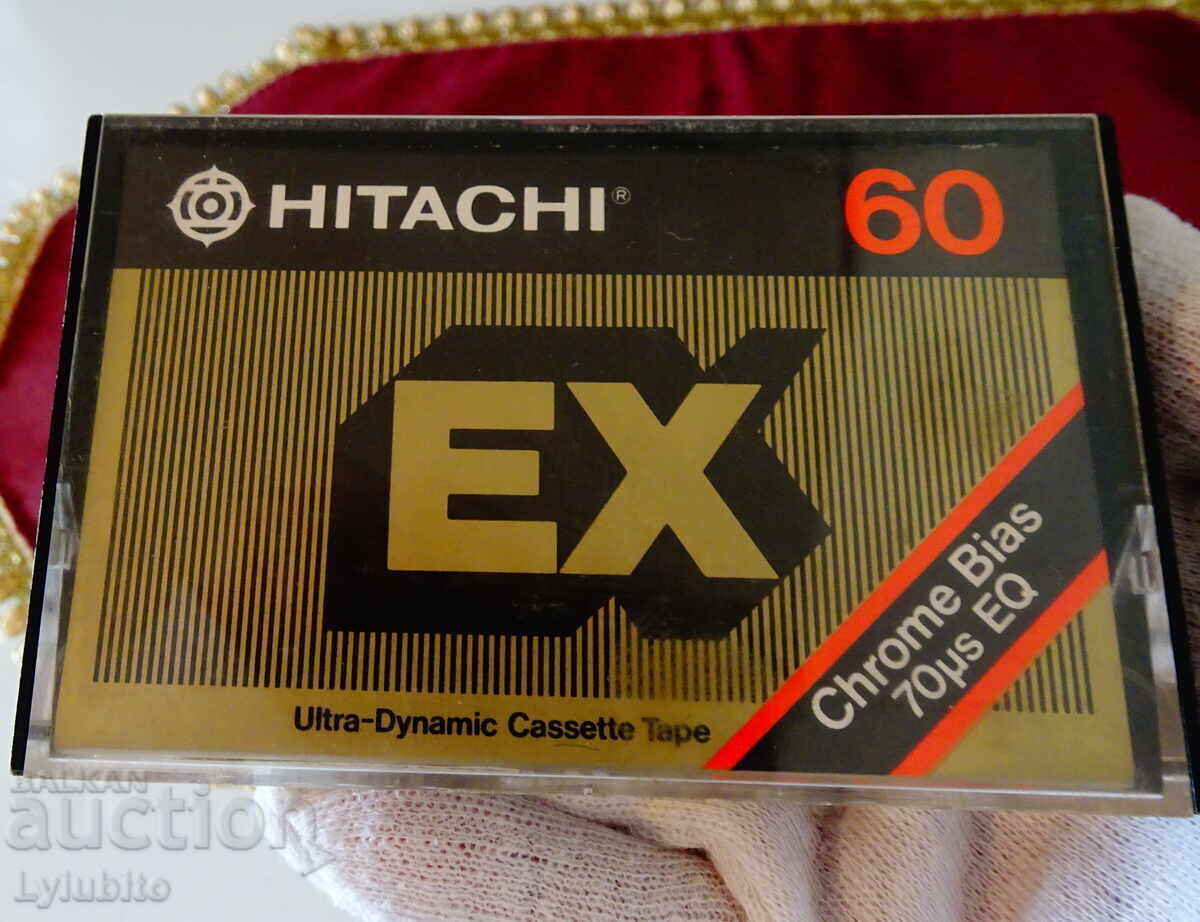 HITACHI® 60
EX
Chrome Bias
70µs EQ
Ultra-Dynamic Cassette Tape
BALKAN
auction
Lylubito